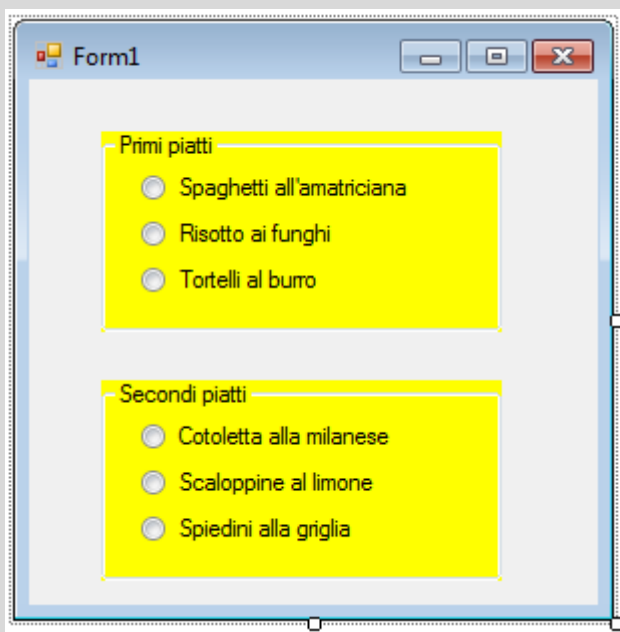 Form1
Primi piatti
Spaghetti all'amatriciana
Risotto ai funghi
Tortelli al burro
Secondi piatti
Cotoletta alla milanese
Scaloppine al limone
Spiedini alla griglia